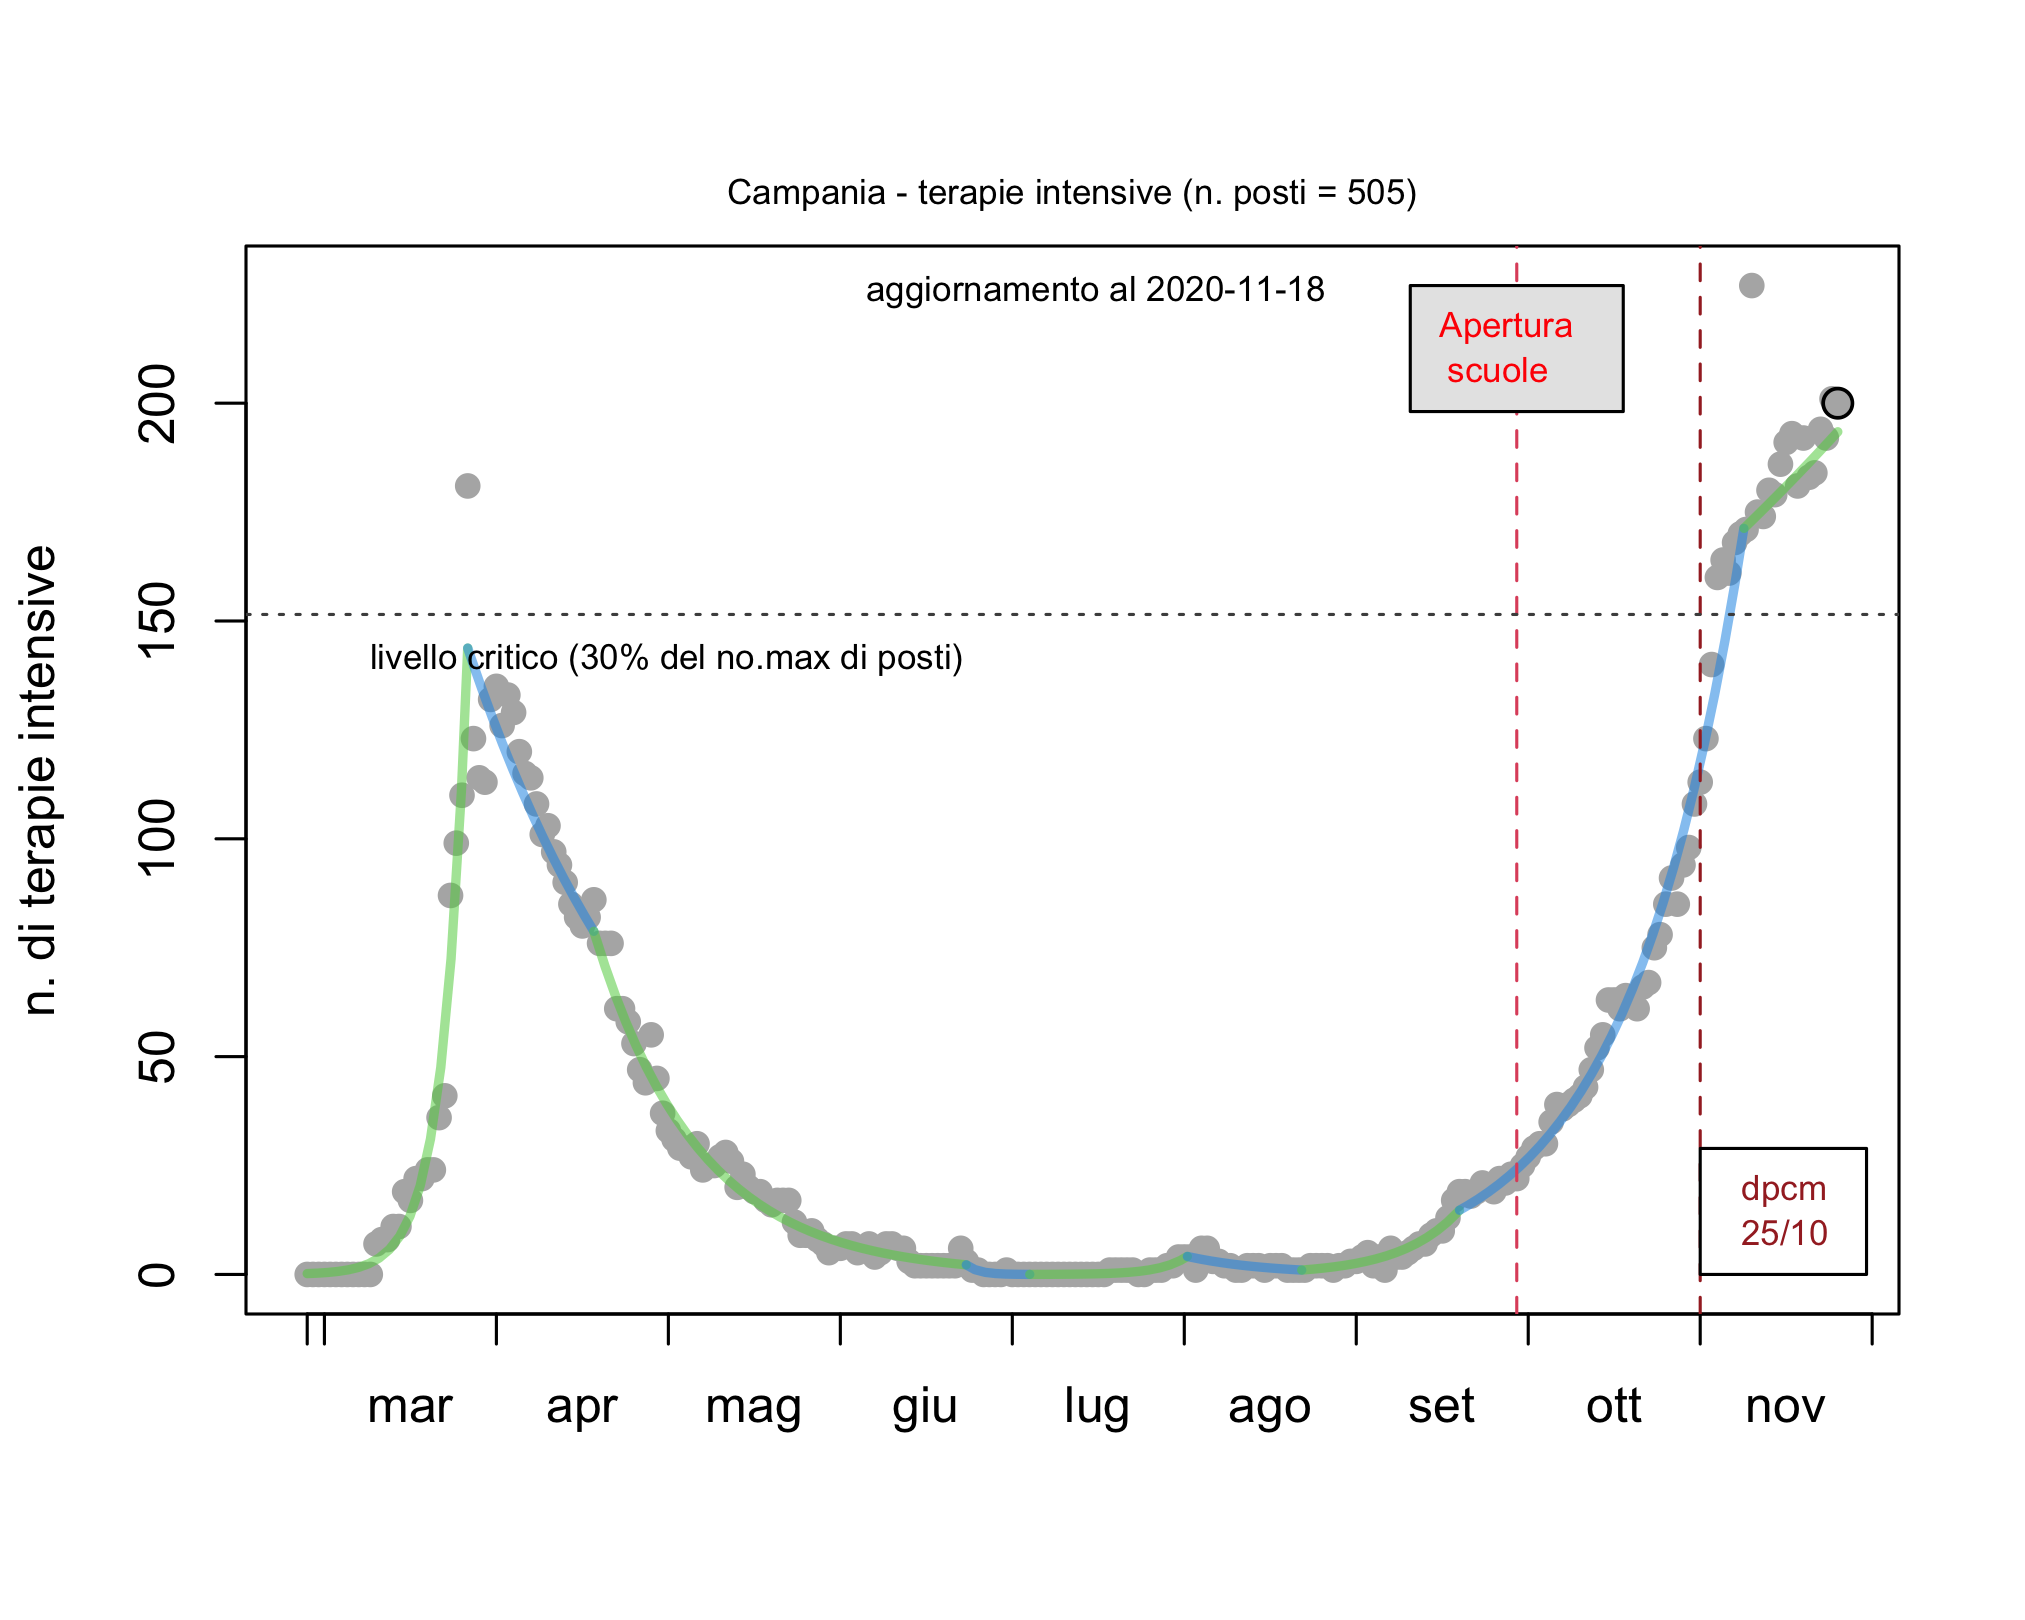 Campania - terapie intensive (n. posti = 505)
aggiornamento al 2020-11-18
Apertura
scuole
n. di terapie intensive
200
150
100
50
0
livello critico (30% del no.max di posti)
dpcm
25/10
mar apr mag giu lug ago set ott nov